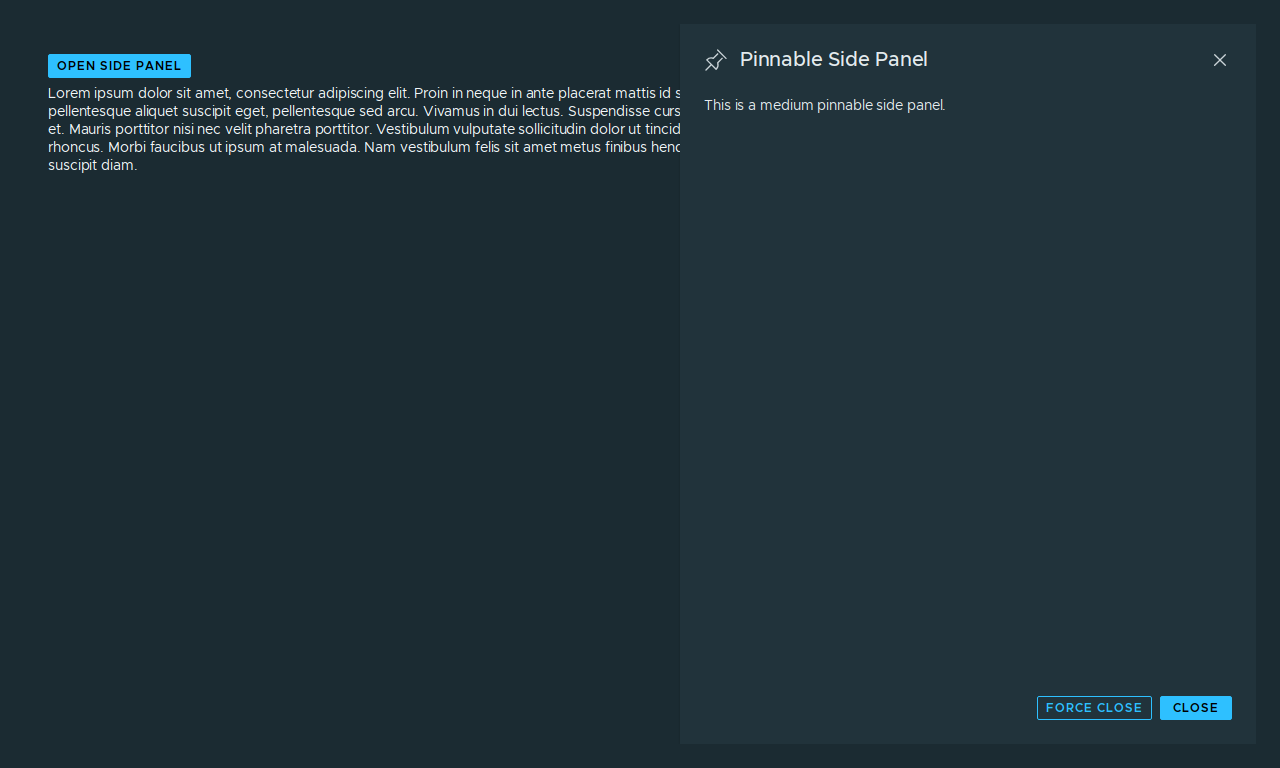 OPEN SIDE PANEL
Lorem ipsum dolor sit amet, consectetur adipiscing elit. Proin in neque in ante placerat mattis id
pellentesque aliquet suscipit eget, pellentesque sed arcu. Vivamus in dui lectus. Suspendisse
et. Mauris porttitor nisi nec velit pharetra porttitor. Vestibulum vulputate sollicitudin dolor ut
rhoncus. Morbi faucibus ut ipsum at malesuada. Nam vestibulum felis sit amet metus finibus
suscipit diam.
Pinnable Side Panel
This is a medium pinnable side panel.
FORCE CLOSE
CLOSE